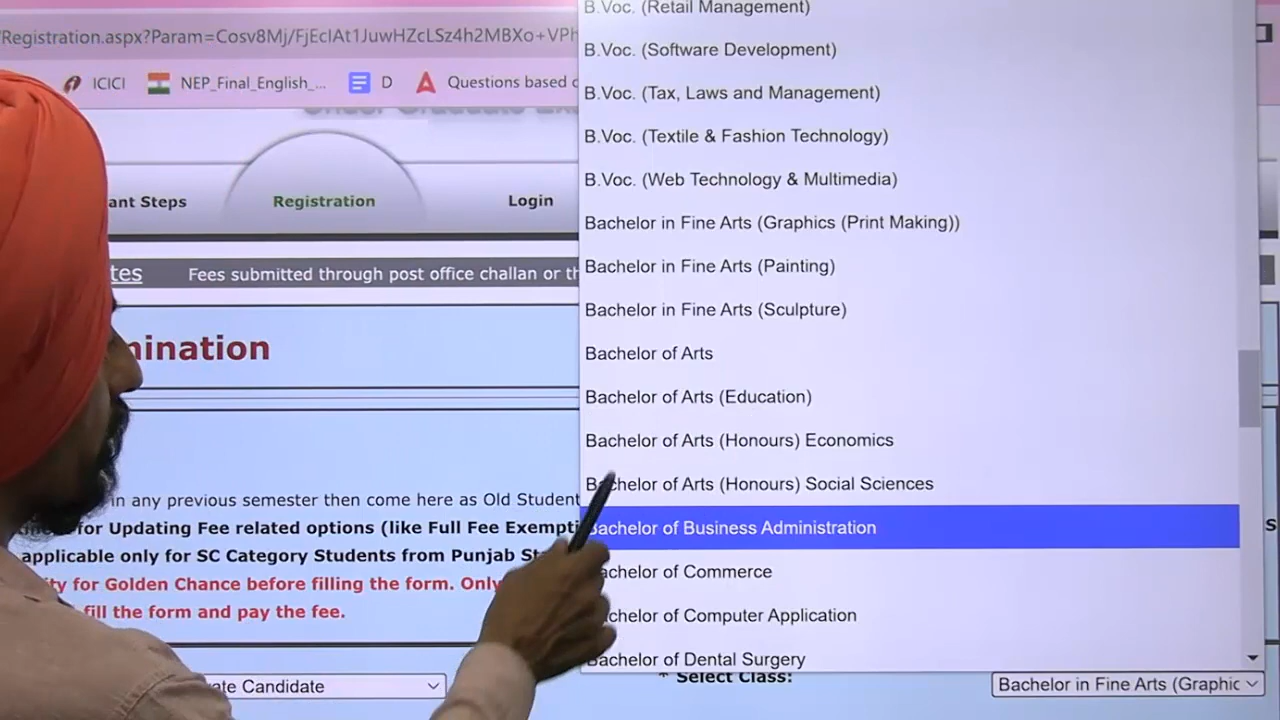 B.Voc. (Retail Management)
Registration.aspx?Param=Cosv8Mj/FjEcIAt1JuwHZcLSz4h2MBXo+VPh
B.Voc. (Software Development)
ICICI NEP_Final_English_... D Questions based
B.Voc. (Tax, Laws and Management)
B.Voc. (Textile & Fashion Technology)
B.Voc. (Web Technology & Multimedia)
ant Steps Registration Login
Bachelor in Fine Arts (Graphics (Print Making))
tes Fees submitted through post office challan or th
Bachelor in Fine Arts (Painting)
Bachelor in Fine Arts (Sculpture)
mination
Bachelor of Arts
Bachelor of Arts (Education)
Bachelor of Arts (Honours) Economics
Bachelor of Arts (Honours) Social Sciences
in any previous semester then come here as Old Student
for Updating Fee related options (like Full Fee Exempti
Bachelor of Business Administration
applicable only for SC Category Students from Punjab St
ity for Golden Chance before filling the form. Only
Bachelor of Commerce
fill the form and pay the fee.
Bachelor of Computer Application
Bachelor of Dental Surgery
ate Candidate * Select Class: Bachelor in Fine Arts (Graphic